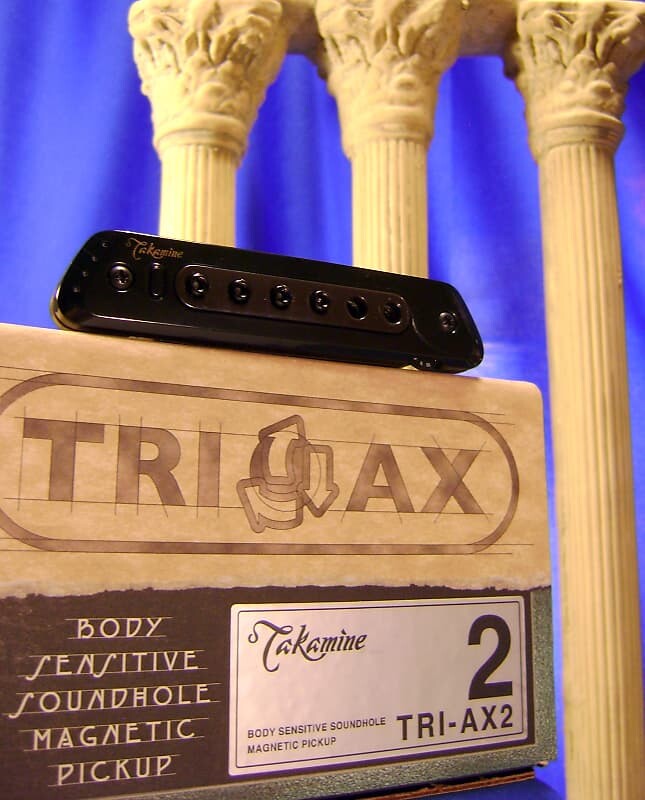 Takamine
TRI AX
BODY
SENSITIVE
SOUNDHOLE
MAGNETIC
PICKUP
Takamine
2
BODY SENSITIVE SOUNDHOLE
MAGNETIC PICKUP
TRI-AX2